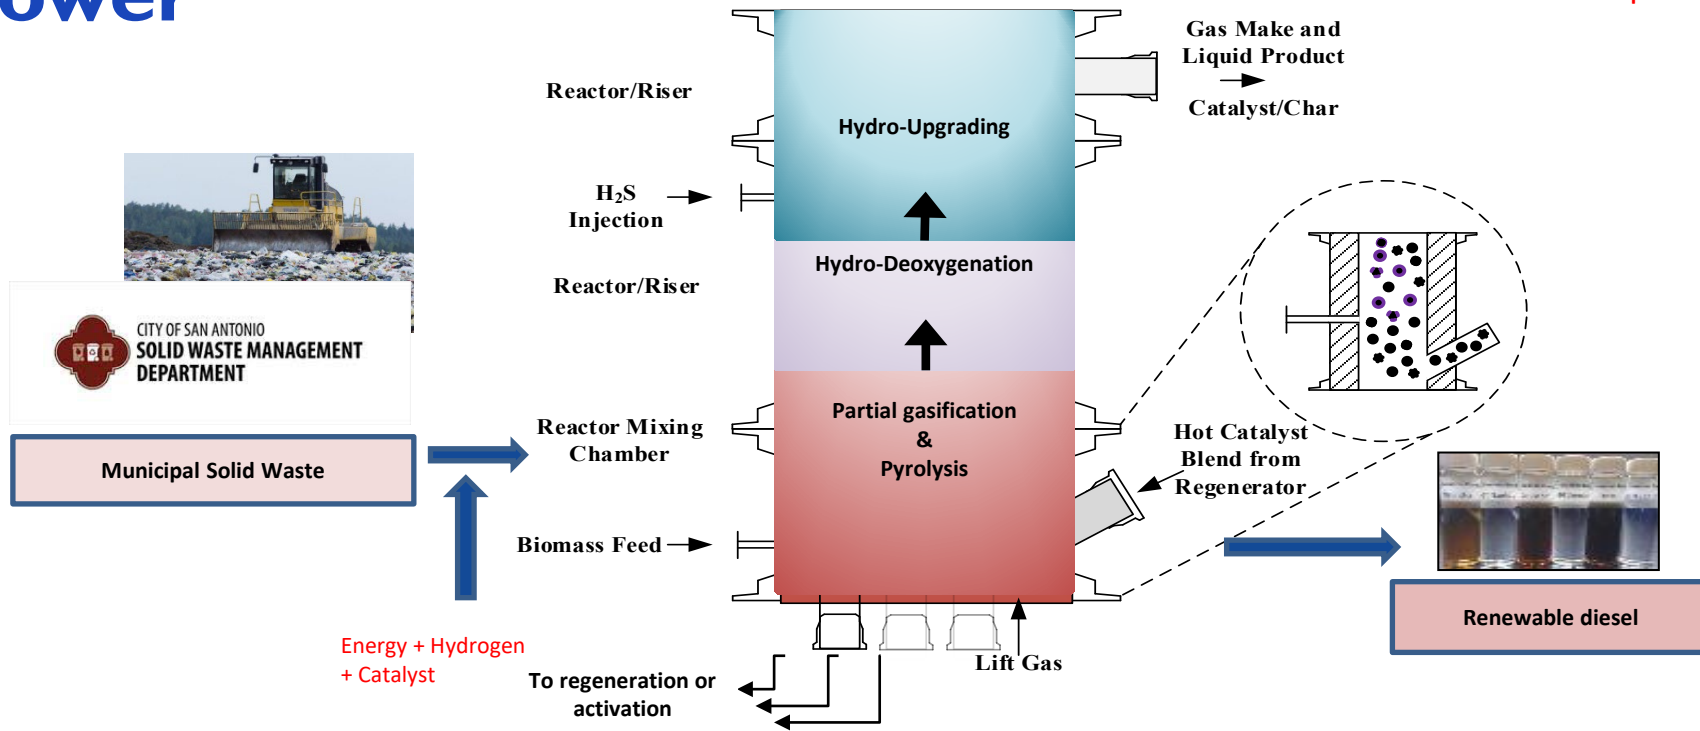 ower
Gas Make and
Liquid Product
Catalyst/Char
Reactor/Riser
Hydro-Upgrading
H₂S
Injection
Hydro-Deoxygenation
Reactor/Riser
CITY OF SAN ANTONIO
SOLID WASTE MANAGEMENT
DEPARTMENT
Partial gasification
&
Pyrolysis
Reactor Mixing
Chamber
Hot Catalyst
Blend from
Regenerator
Municipal Solid Waste
Biomass Feed
Renewable diesel
Energy + Hydrogen
+ Catalyst
Lift Gas
To regeneration or
activation